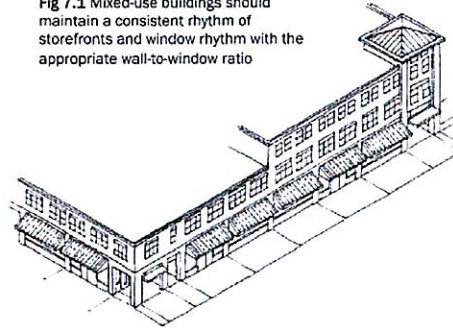 Fig 7.1 Mixed-use buildings should
maintain a consistent rhythm of
storefronts and window rhythm with the
appropriate wall-to-window ratio